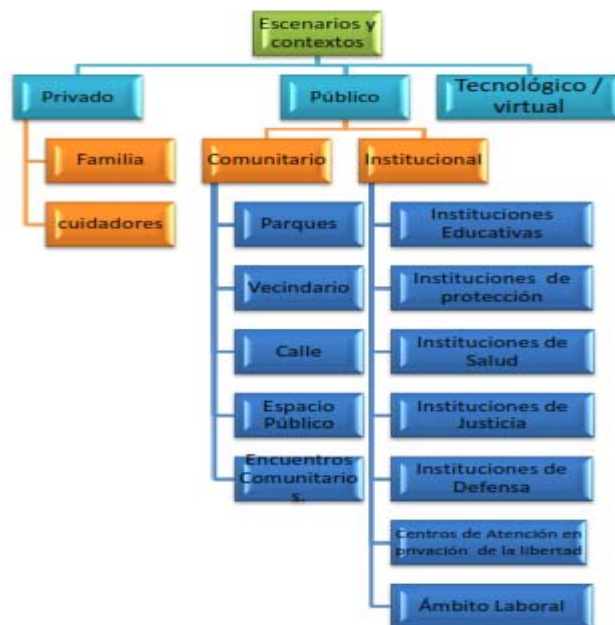 Escenarios y
contextos
Privado
Público
Tecnológico /
virtual
Familia
cuidadores
Comunitario
Institucional
Parques
Vecindario
Calle
Espacio
Público
Encuentros
Comunitario
s.
Instituciones
Educativas
Instituciones de
protección
Instituciones de
Salud
Instituciones de
Justicia
Instituciones de
Defensa
Centros de Atención en
privación de la libertad
Ámbito Laboral